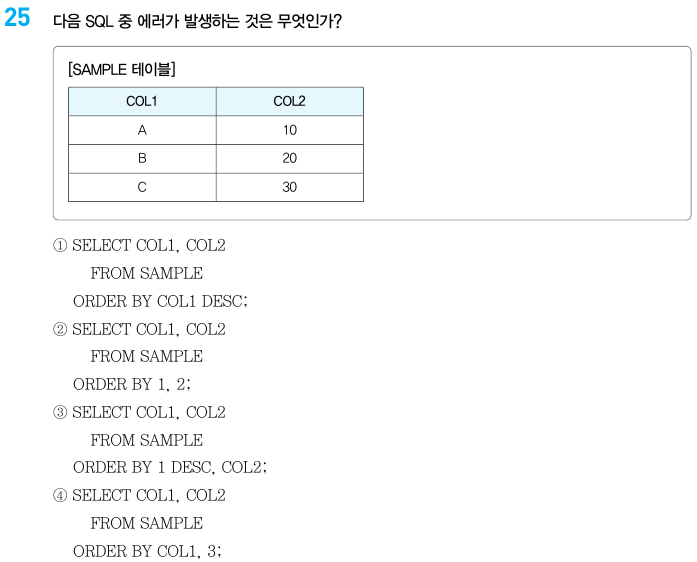 25 다음 SQL 중 에러가 발생하는 것은 무엇인가?
[SAMPLE 테이블]
COL1 COL2
A 10
B 20
C 30
① SELECT COL1, COL2
FROM SAMPLE
ORDER BY COL1 DESC;
② SELECT COL1, COL2
FROM SAMPLE
ORDER BY 1, 2;
③ SELECT COL1, COL2
FROM SAMPLE
ORDER BY 1 DESC, COL2;
④ SELECT COL1, COL2
FROM SAMPLE
ORDER BY COL1, 3;